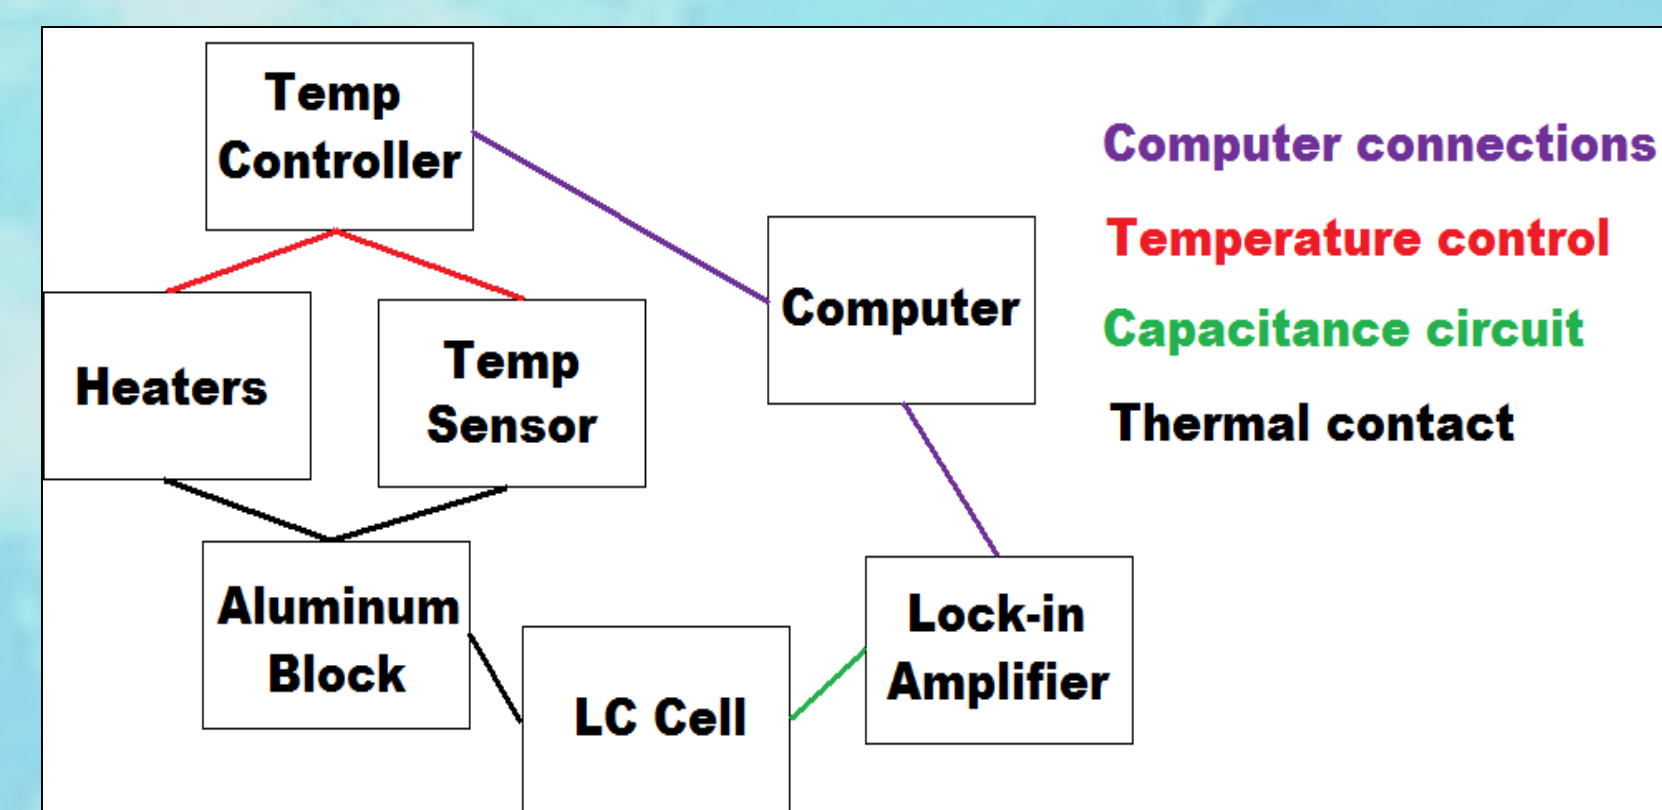 Temp
Controller
Heaters
Temp
Sensor
Aluminum
Block
LC Cell
Computer
Lock-in
Amplifier
Computer connections
Temperature control
Capacitance circuit
Thermal contact